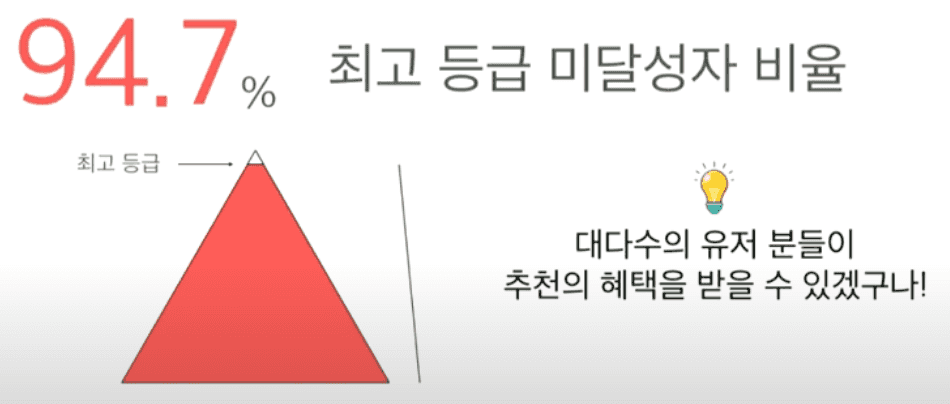 94.7% 최고 등급 미달성자 비율
최고 등급
대다수의 유저 분들이
추천의 혜택을 받을 수 있겠구나!